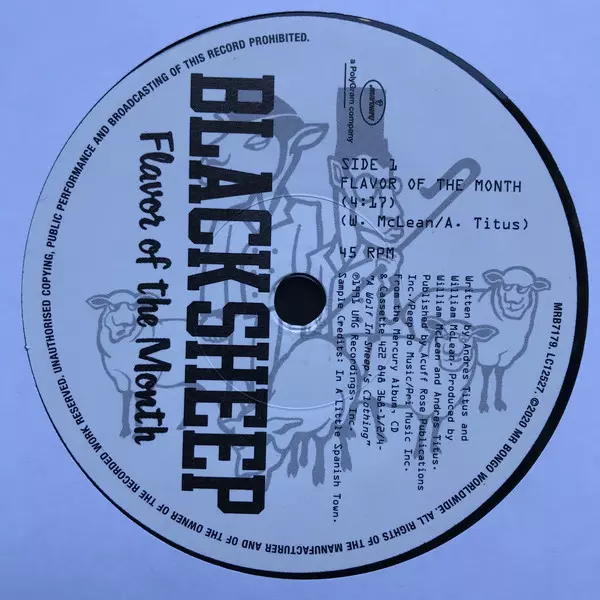 BLACK SHEEP
Flavor of the Month
mercury
a PolyGram company
SIDE 1
FLAVOR OF THE MONTH
(4:17)
(W. McLean/A. Titus)
45 RPM
Written by Andres Titus and
William McLean. Produced by
William McLean and Andres Titus.
Published by Acuff Rose Publications
Inc./Peep Bo Music/Pri Music Inc.
From the Mercury Album, CD
& Cassette 422 848 368-1/2/4-
"A Wolf In Sheep's Clothing"
℗1991 UMG Recordings, Inc.
Sample Credits: In A Little Spanish Town.
MRB7179. LC12527 ©2020 MR BONGO WORLDWIDE. ALL RIGHTS OF THE MANUFACTURER AND OF THE OWNER OF THE RECORDED WORK RESERVED. UNAUTHORISED COPYING, PUBLIC PERFORMANCE AND BROADCASTING OF THIS RECORD PROHIBITED.